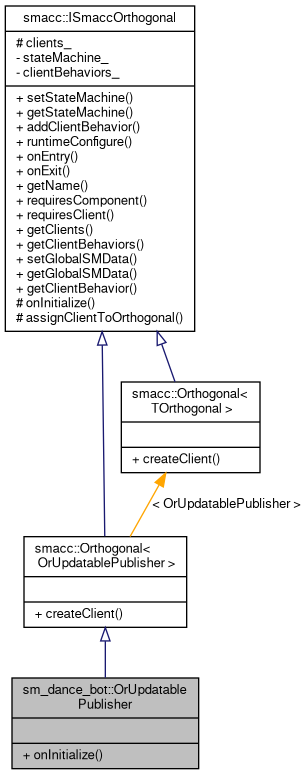 smacc::ISmaccOrthogonal
# clients_
- stateMachine_
- clientBehaviors_
+ setStateMachine()
+ getStateMachine()
+ addClientBehavior()
+ runtimeConfigure()
+ onEntry()
+ onExit()
+ getName()
+ requiresComponent()
+ requiresClient()
+ getClients()
+ getClientBehaviors()
+ setGlobalSMData()
+ getGlobalSMData()
+ getClientBehavior()
# onInitialize()
# assignClientToOrthogonal()
smacc::Orthogonal<
TOrthogonal >
+ createClient()
< OrUpdatablePublisher >
smacc::Orthogonal<
OrUpdatablePublisher >
+ createClient()
sm_dance_bot::OrUpdatable
Publisher
+ onInitialize()